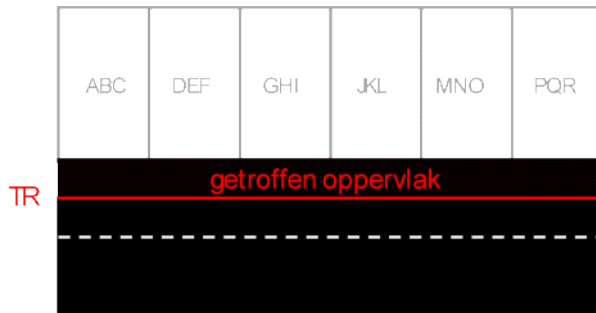 ABC DEF GHI JKL MNO PQR
getroffen oppervlak
TR